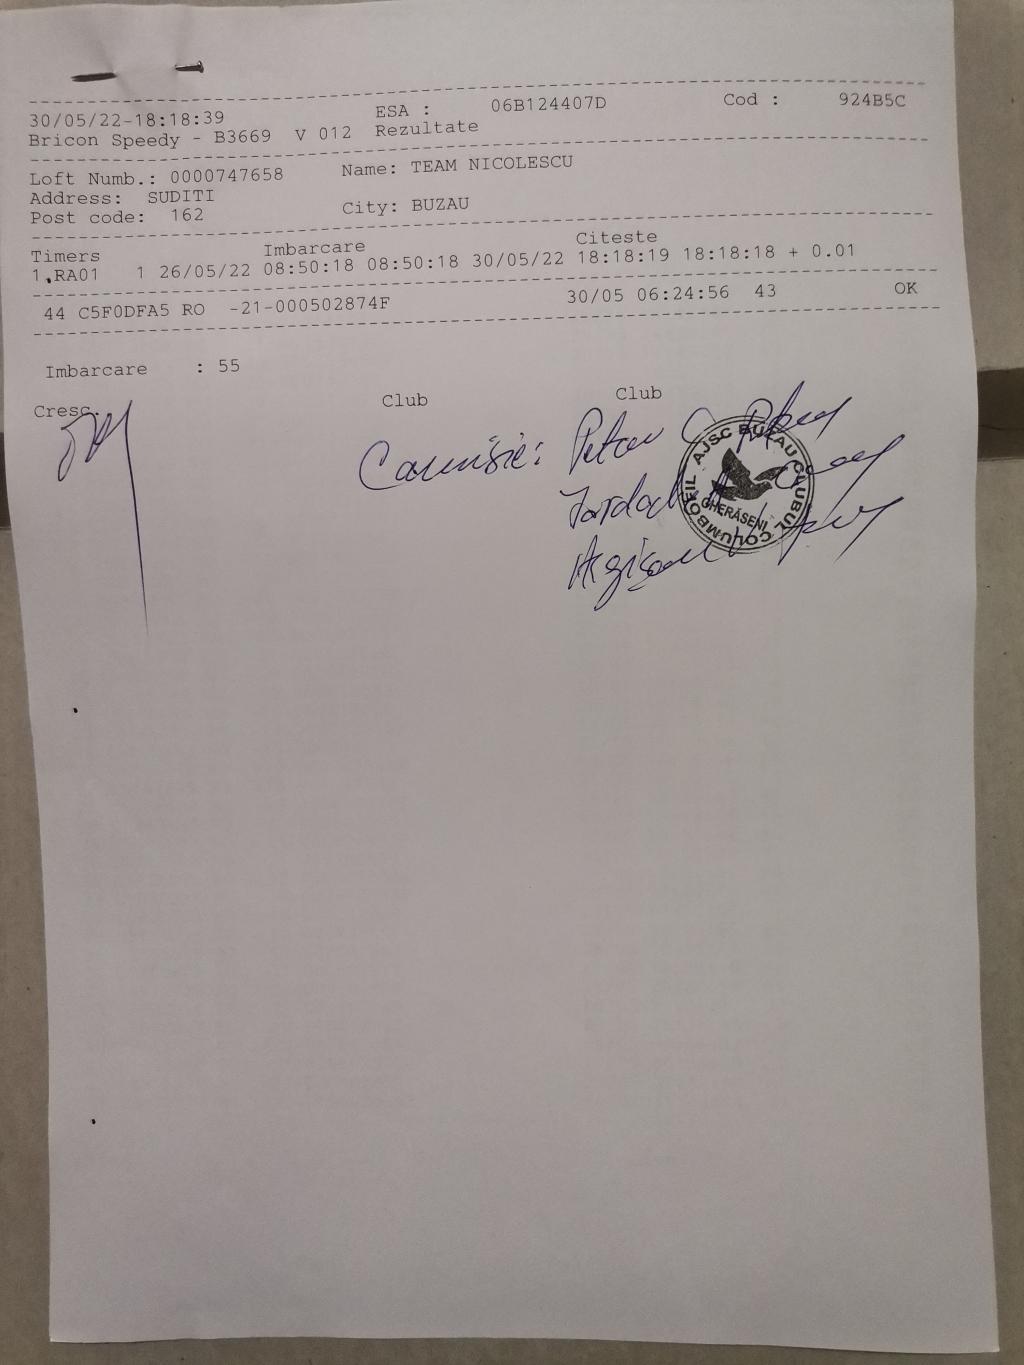 30/05/22-18:18:39 ESA : 06B124407D Cod : 924B5C
Bricon Speedy - B3669 V 012 Rezultate
Loft Numb.: 0000747658 Name: TEAM NICOLESCU
Address: SUDITI
Post code: 162 City: BUZAU
Timers Imbarcare Citeste
1,RA01 1 26/05/22 08:50:18 08:50:18 30/05/22 18:18:19 18:18:18 + 0.01
44 C5F0DFA5 RO -21-000502874F 30/05 06:24:56 43 OK
Imbarcare : 55
Cresc. Club Club
Comisie:
AJSC BUZAU CLUBUL COLUMBOFIL
GHERĂSENI